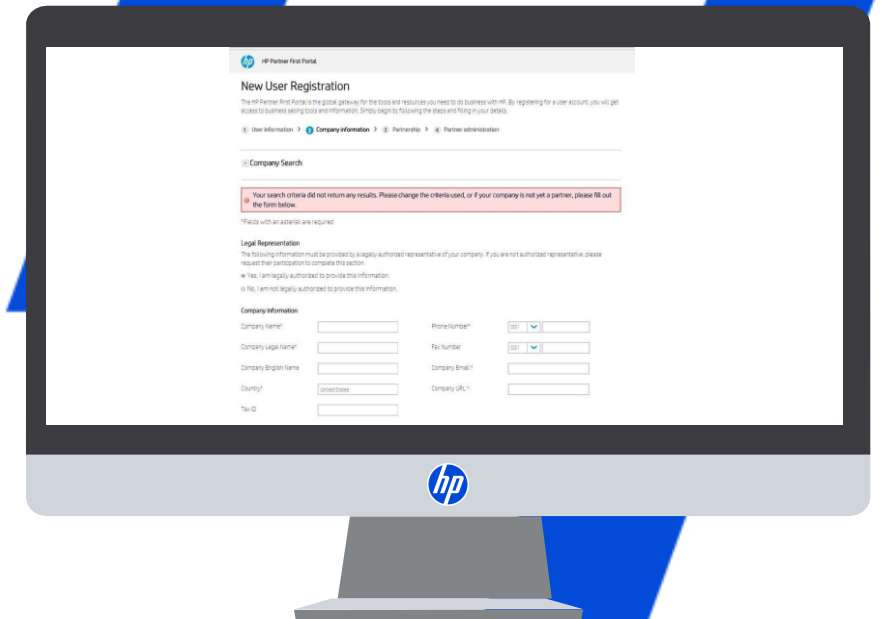 hp HP Partner First Portal
New User Registration
The HP Partner First Portal is the global gateway for the tools and resources you need to do business with HP. By registering for a user account, you will get
access to business selling tools and information. Simply begin by following the steps and filling in your details.
1 User information > 2 Company information > 3 Partnership > 4 Partner administration
Company Search
Your search criteria did not return any results. Please change the criteria used, or if your company is not yet a partner, please fill out
the form below.
*Fields with an asterisk are required
Legal Representation
The following information must be provided by a legally authorized representative of your company. If you are not authorized representative, please
request their participation to complete this section.
Yes, I am legally authorized to provide this information.
No, I am not legally authorized to provide this information.
Company Information
Company Name* Phone Number* 001
Company Legal Name* Fax Number 001
Company English Name Company Email *
Country* United States Company URL *
Tax ID
hp